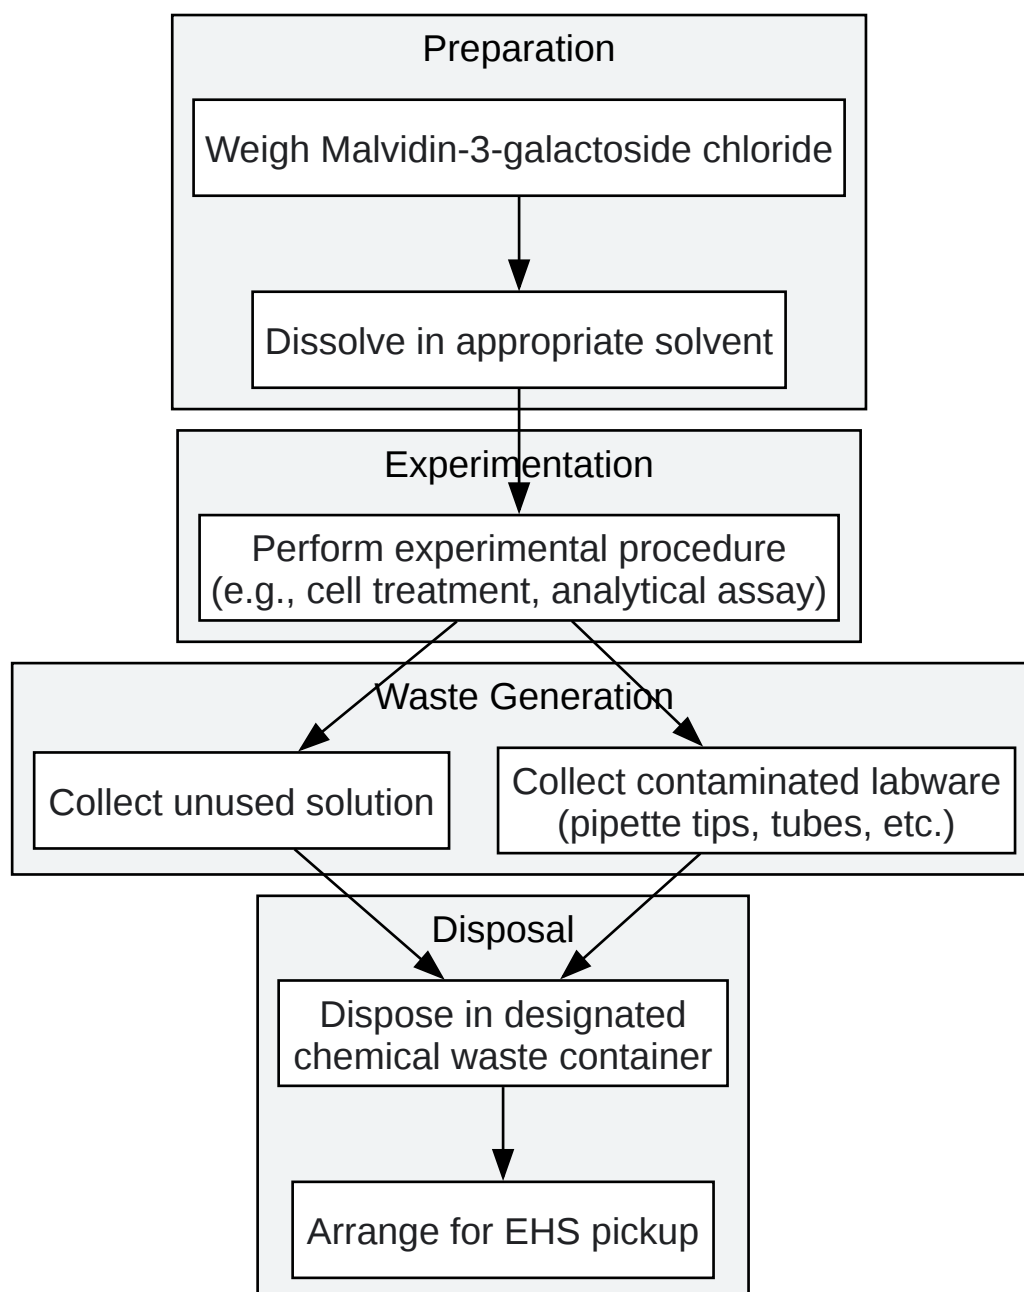 Preparation
Weigh Malvidin-3-galactoside chloride
Dissolve in appropriate solvent
Experimentation
Perform experimental procedure
(e.g., cell treatment, analytical assay)
Waste Generation
Collect unused solution
Collect contaminated labware
(pipette tips, tubes, etc.)
Disposal
Dispose in designated
chemical waste container
Arrange for EHS pickup